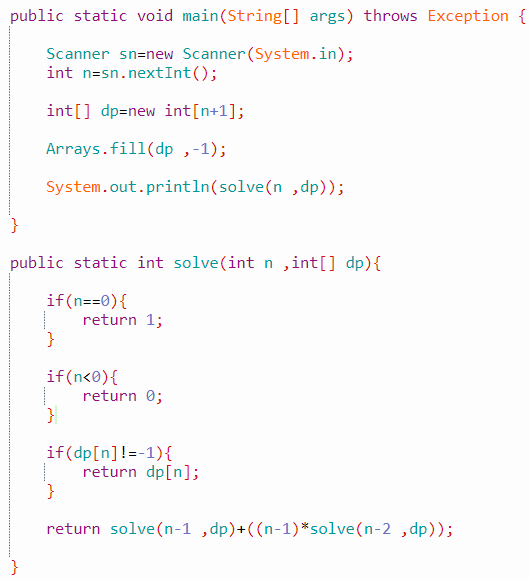 public static void main(String[] args) throws Exception {
Scanner sn=new Scanner(System.in);
int n=sn.nextInt();
int[] dp=new int[n+1];
Arrays.fill(dp ,-1);
System.out.println(solve(n ,dp));
}
public static int solve(int n ,int[] dp){
if(n==0){
return 1;
}
if(n<0){
return 0;
}
if(dp[n]!=-1){
return dp[n];
}
return solve(n-1 ,dp)+((n-1)*solve(n-2 ,dp));
}